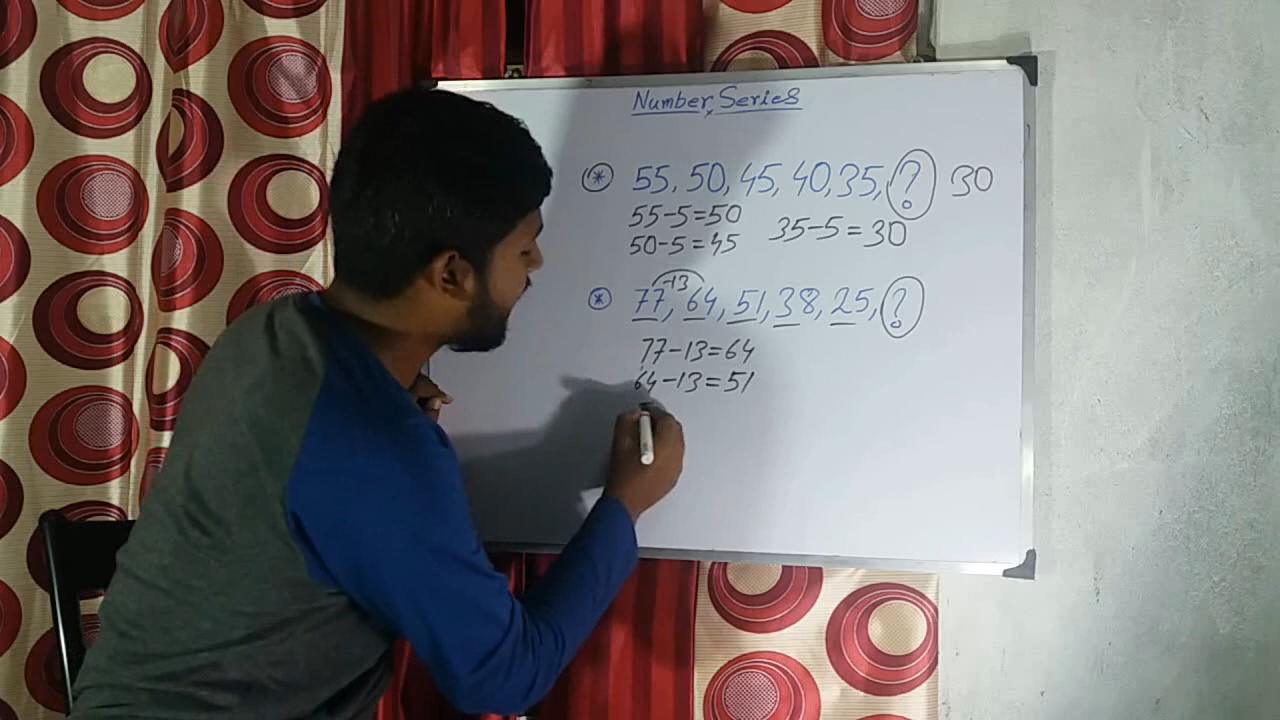 Number Series
(*) 55, 50, 45, 40, 35, ? 30
55-5=50
50-5=45
35-5=30
-13
(*) 77, 64, 51, 38, 25, ?
77-13=64
64-13=51